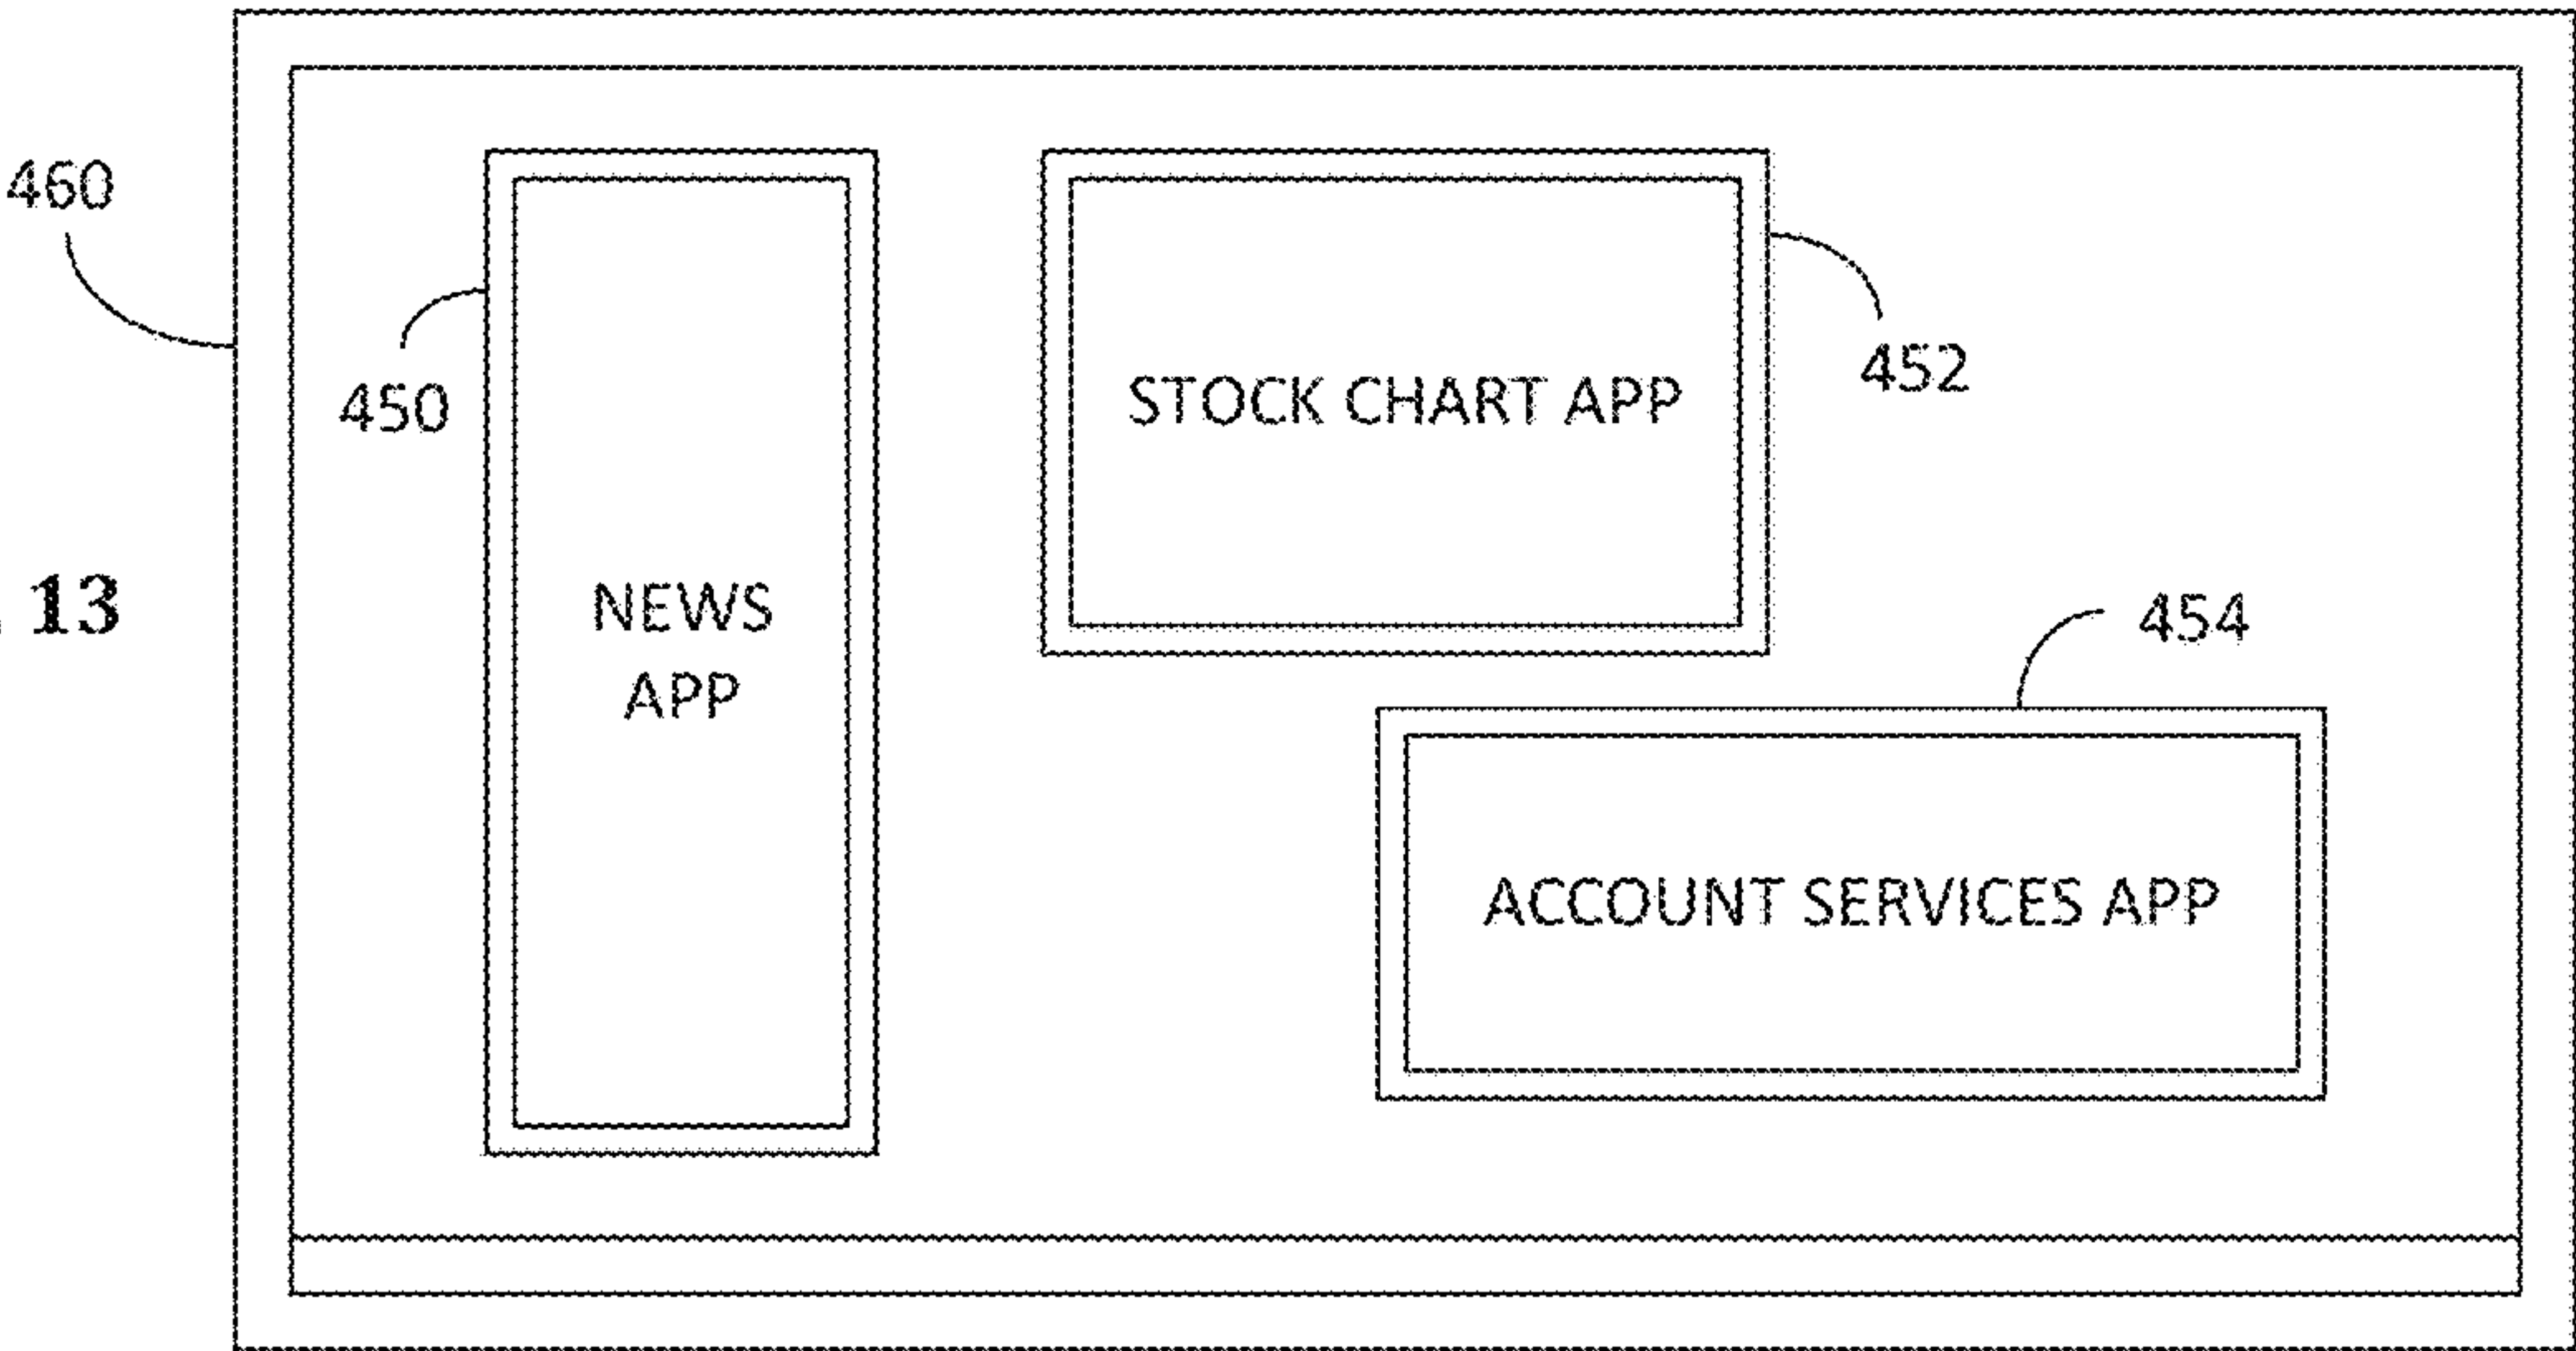 460
450
452
STOCK CHART APP
13
NEWS
APP
454
ACCOUNT SERVICES APP